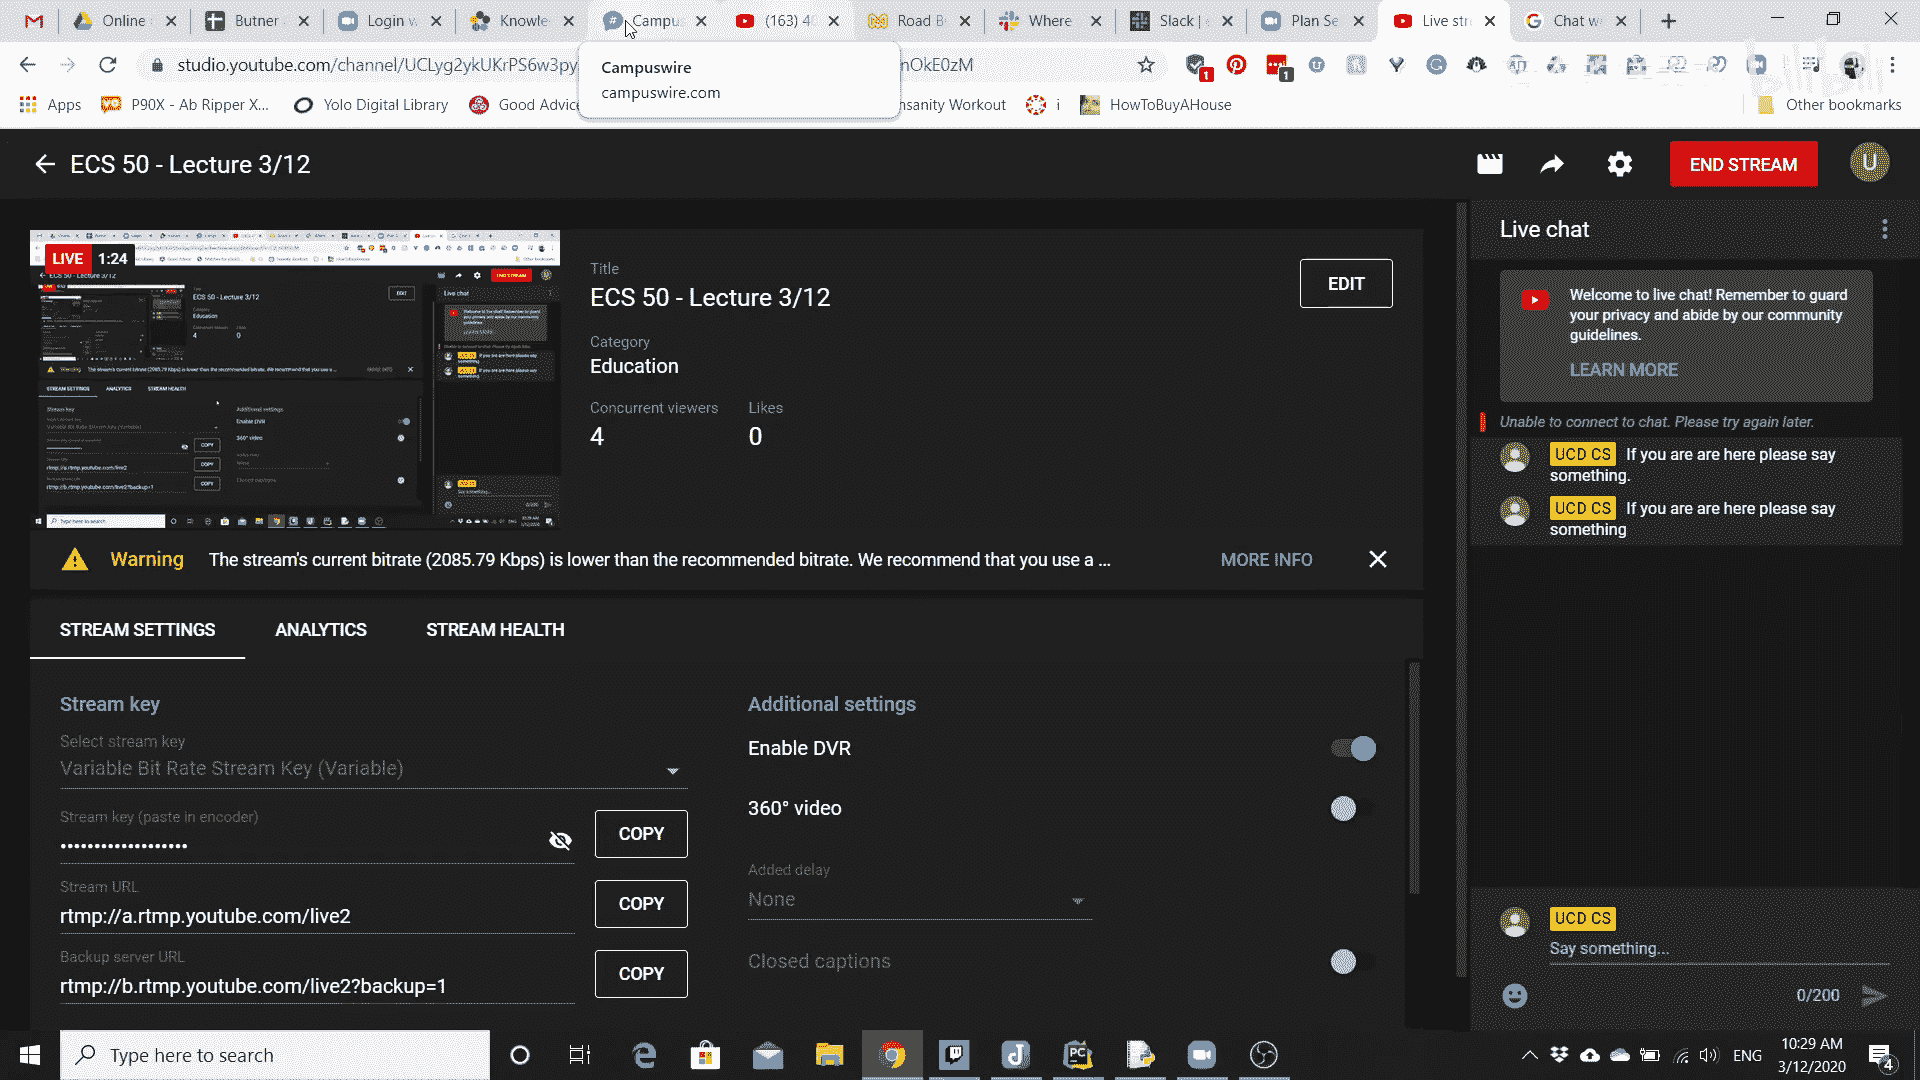 Online
Butner
Login w
Knowle
Campus
(163) 40
Road B
Where
Slack |
Plan Se
Live stre
Chat w
studio.youtube.com/channel/UCLyg2ykUKrPS6w3py
nOkE0zM
Campuswire
campuswire.com
Apps
P90X - Ab Ripper X...
Yolo Digital Library
Good Advice
nsanity Workout
i
HowToBuyAHouse
Other bookmarks
bilibili
ECS 50 - Lecture 3/12
END STREAM
U
LIVE 1:24
Title
ECS 50 - Lecture 3/12
EDIT
Category
Education
Concurrent viewers
Likes
4
0
Warning
The stream's current bitrate (2085.79 Kbps) is lower than the recommended bitrate. We recommend that you use a ...
MORE INFO
STREAM SETTINGS
ANALYTICS
STREAM HEALTH
Stream key
Select stream key
Variable Bit Rate Stream Key (Variable)
Stream key (paste in encoder)
•••••••••••••••••••
COPY
Stream URL
rtmp://a.rtmp.youtube.com/live2
COPY
Backup server URL
rtmp://b.rtmp.youtube.com/live2?backup=1
COPY
Additional settings
Enable DVR
360° video
Added delay
None
Closed captions
Live chat
Welcome to live chat! Remember to guard
your privacy and abide by our community
guidelines.
LEARN MORE
Unable to connect to chat. Please try again later.
UCD CS If you are are here please say
something.
UCD CS If you are are here please say
something
UCD CS
Say something...
0/200
Type here to search
ENG
10:29 AM
3/12/2020
4